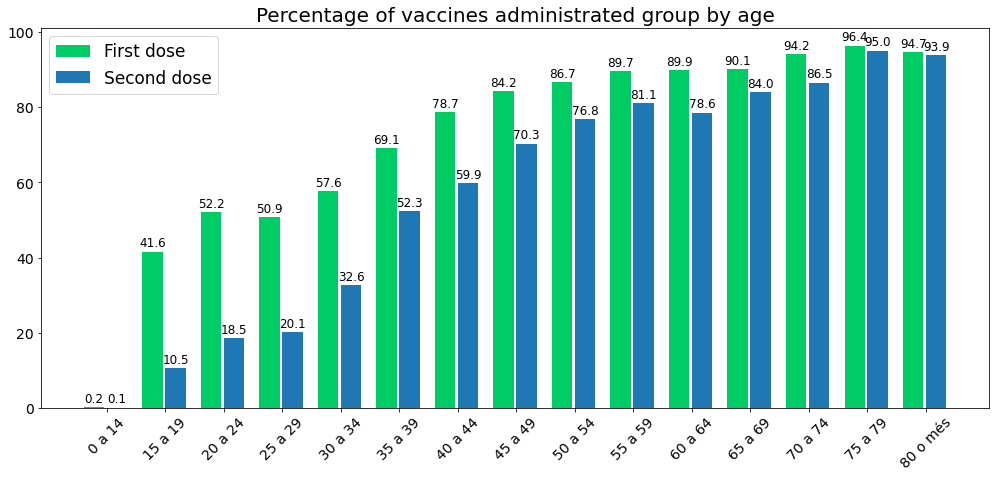 Percentage of vaccines administrated group by age
First dose
Second dose
100
80
60
40
20
0
0.2 0.1
41.6 10.5
52.2 18.5
50.9 20.1
57.6 32.6
69.1 52.3
78.7 59.9
84.2 70.3
86.7 76.8
89.7 81.1
89.9 78.6
90.1 84.0
94.2 86.5
96.4 95.0
94.7 93.9
0 a 14
15 a 19
20 a 24
25 a 29
30 a 34
35 a 39
40 a 44
45 a 49
50 a 54
55 a 59
60 a 64
65 a 69
70 a 74
75 a 79
80 o més